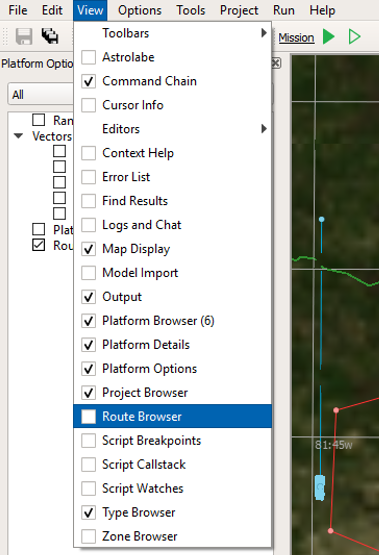 File Edit View Options Tools Project Run Help
Mission
Platform Optio
All
Ran
Vectors
Plat
Rou
Toolbars
Astrolabe
Command Chain
Cursor Info
Editors
Context Help
Error List
Find Results
Logs and Chat
Map Display
Model Import
Output
Platform Browser (6)
Platform Details
Platform Options
Project Browser
Route Browser
Script Breakpoints
Script Callstack
Script Watches
Type Browser
Zone Browser
81:45w